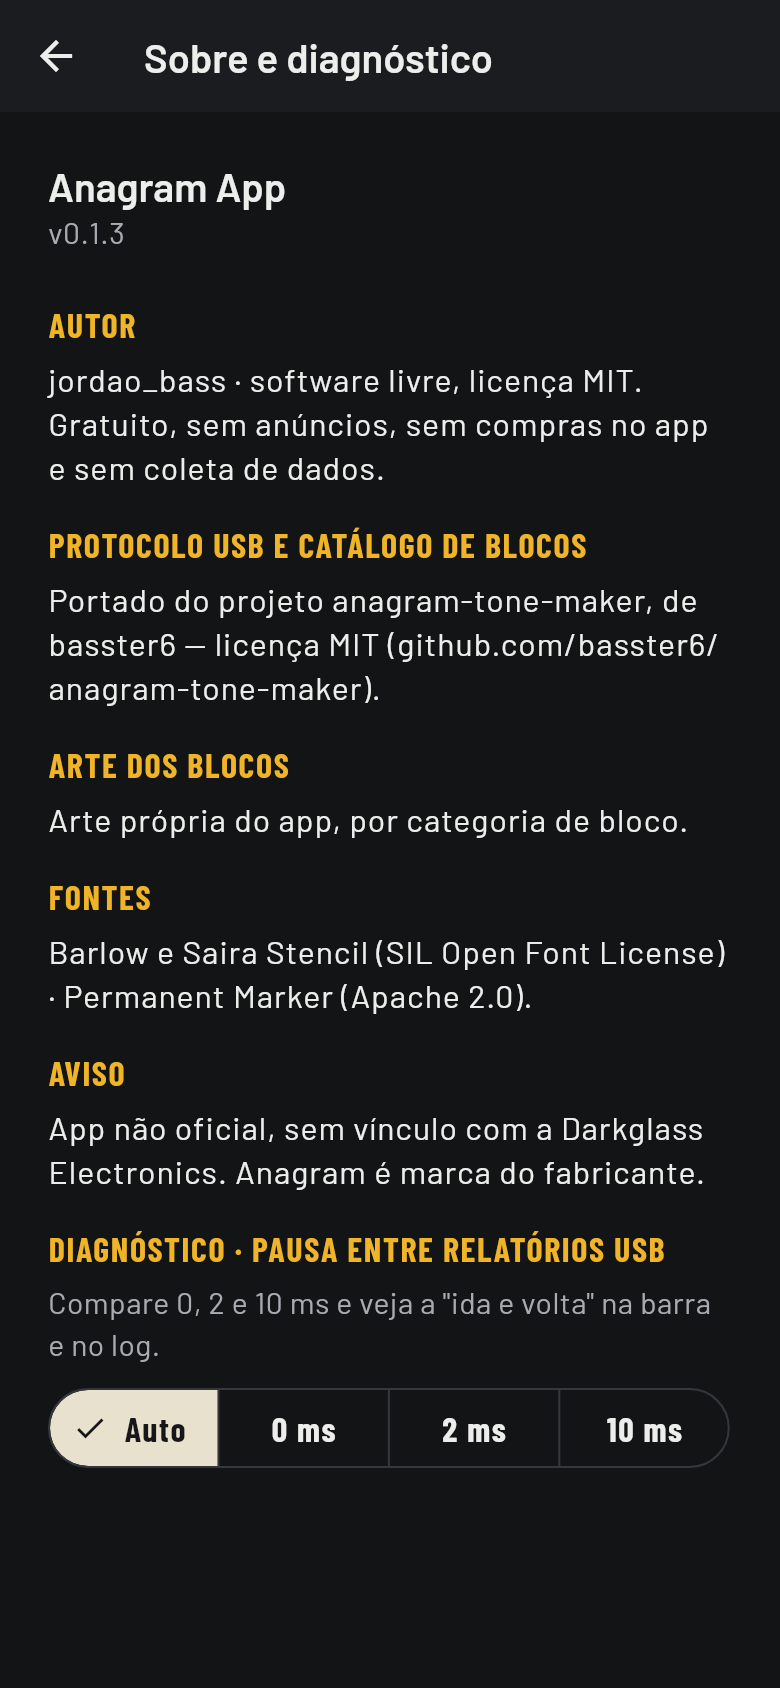 Sobre e diagnóstico
Anagram App
v0.1.3
AUTOR
jordao_bass · software livre, licença MIT.
Gratuito, sem anúncios, sem compras no app
e sem coleta de dados.
PROTOCOLO USB E CATÁLOGO DE BLOCOS
Portado do projeto anagram-tone-maker, de
basster6 — licença MIT (github.com/basster6/
anagram-tone-maker).
ARTE DOS BLOCOS
Arte própria do app, por categoria de bloco.
FONTES
Barlow e Saira Stencil (SIL Open Font License)
· Permanent Marker (Apache 2.0).
AVISO
App não oficial, sem vínculo com a Darkglass
Electronics. Anagram é marca do fabricante.
DIAGNÓSTICO · PAUSA ENTRE RELATÓRIOS USB
Compare 0, 2 e 10 ms e veja a "ida e volta" na barra
e no log.
Auto 0 ms 2 ms 10 ms